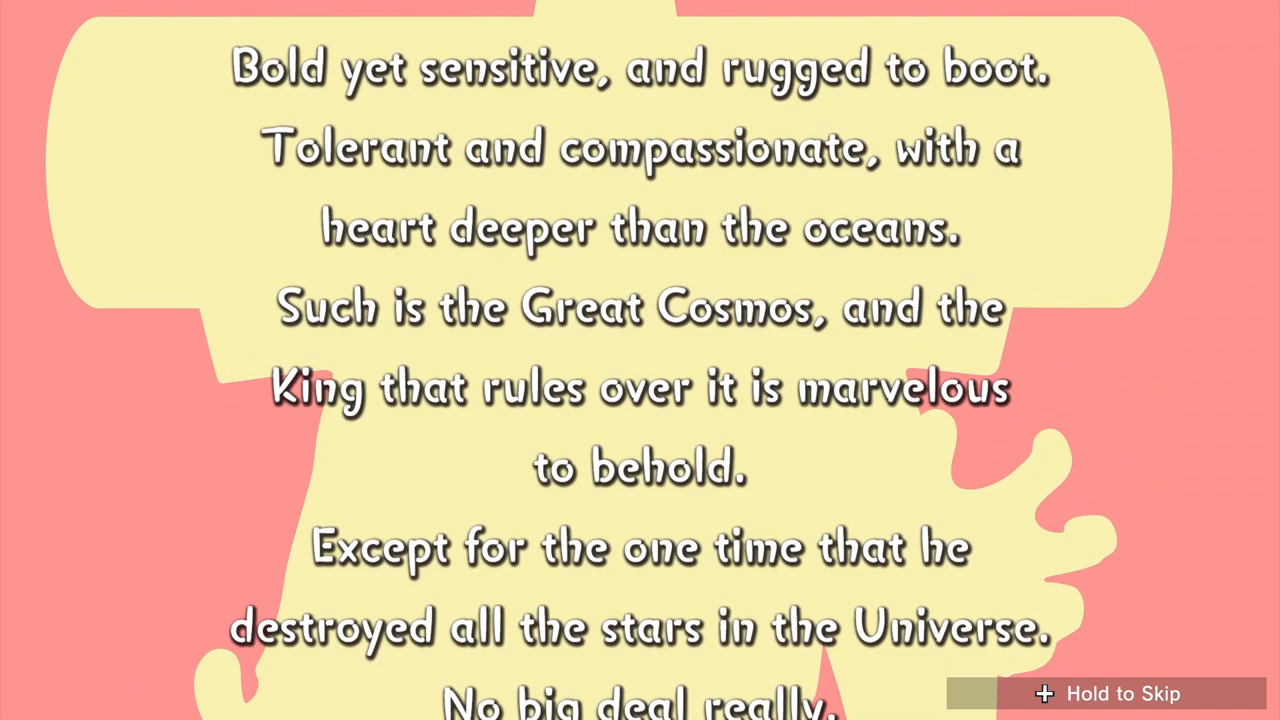 Bold yet sensitive, and rugged to boot.
Tolerant and compassionate, with a
heart deeper than the oceans.
Such is the Great Cosmos, and the
King that rules over it is marvelous
to behold.
Except for the one time that he
destroyed all the stars in the Universe.
No big deal really.
Hold to Skip